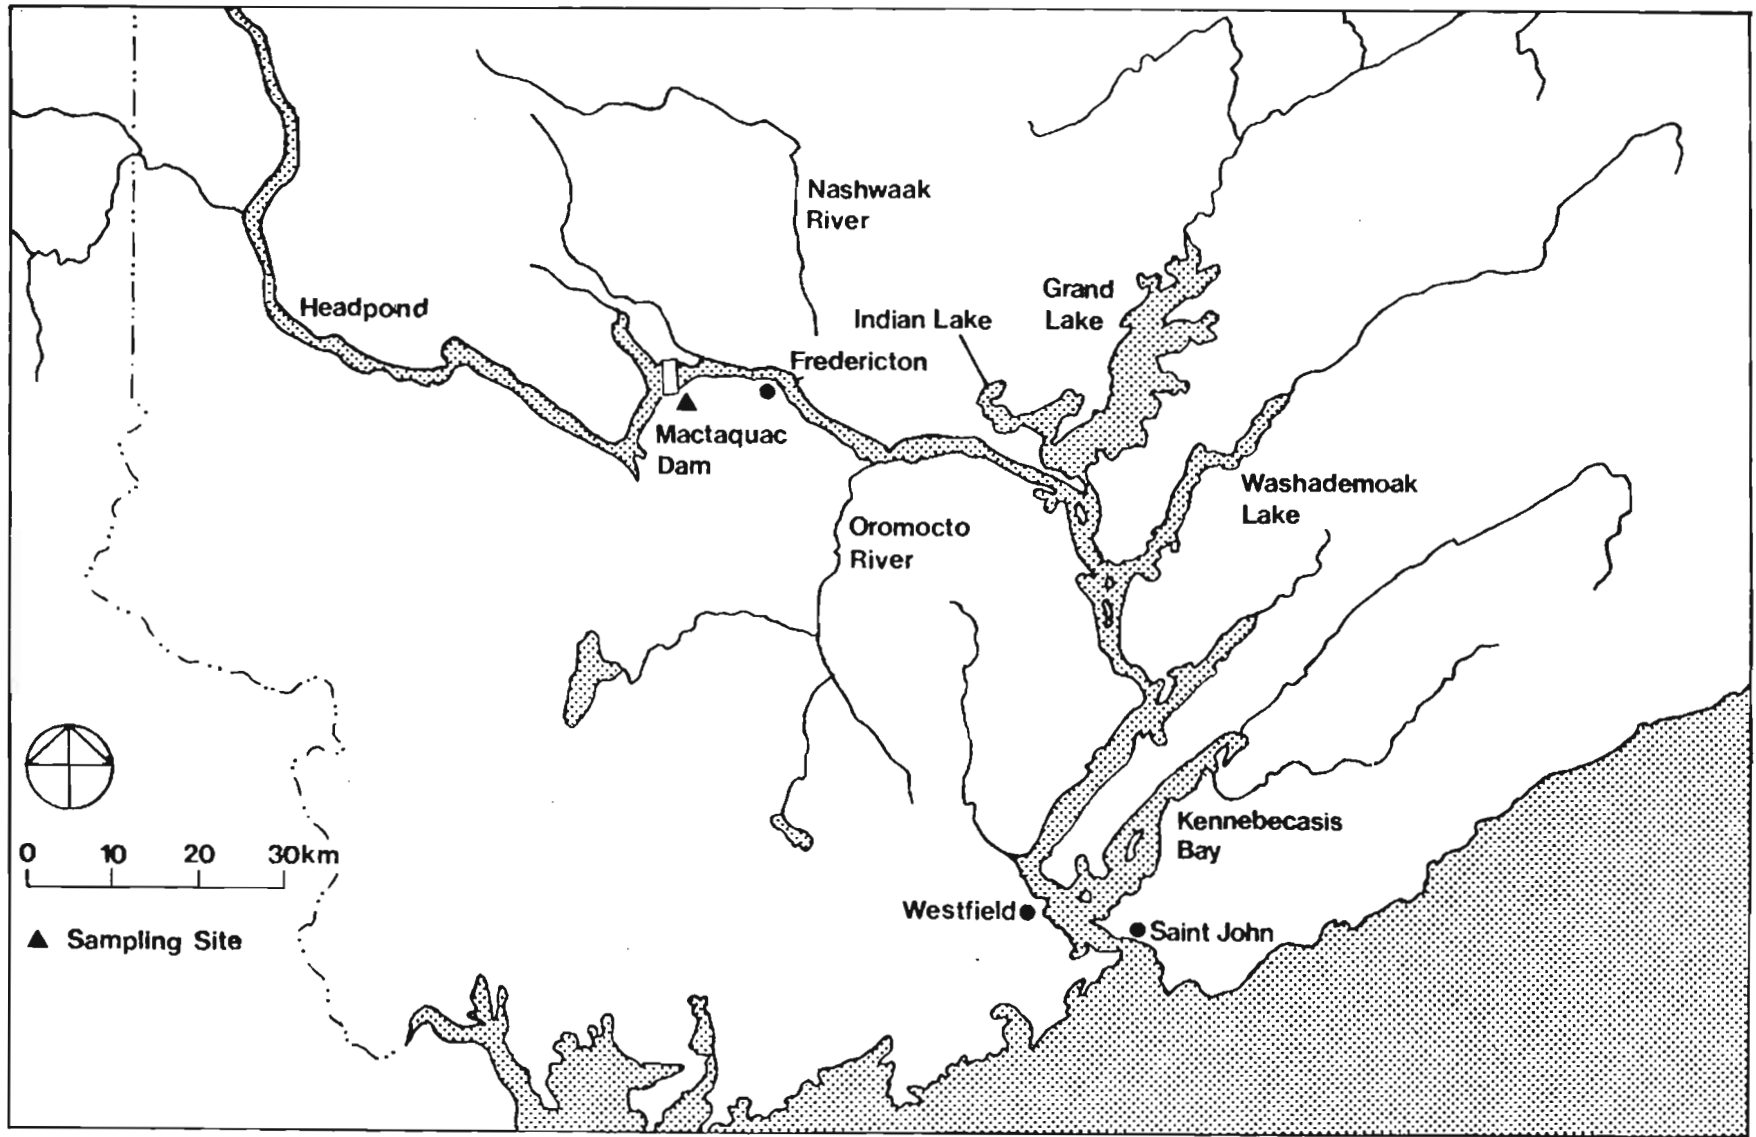 Nashwaak
River
Headpond
Grand
Lake
Indian Lake
Fredericton
Mactaquac
Dam
Washademoak
Lake
Oromocto
River
Kennebecasis
Bay
0 10 20 30km
Westfield
Saint John
Sampling Site